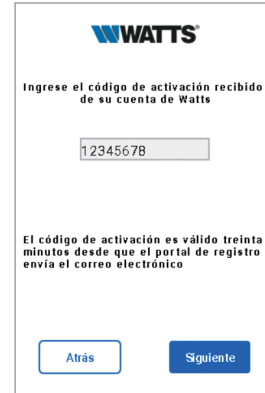 WATTS®
Ingrese el código de activación recibido
de su cuenta de Watts
12345678
El código de activación es válido treinta
minutos desde que el portal de registro
envía el correo electrónico
Atrás
Siguiente